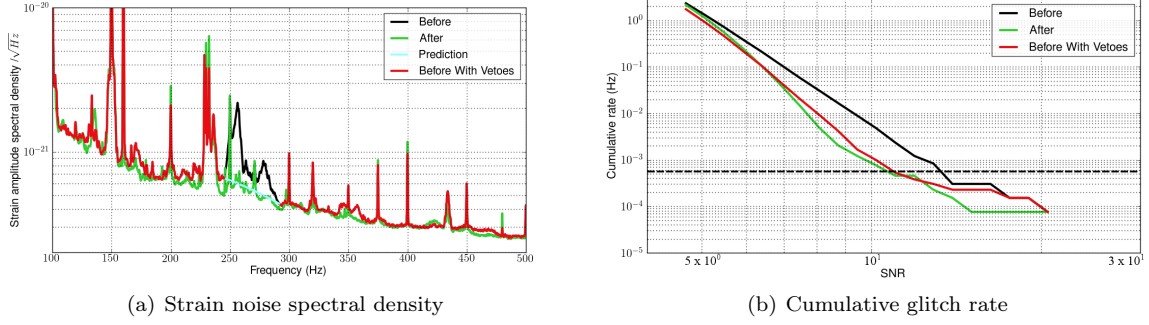 10^{-20}
10^{-21}
Strain amplitude spectral density /√Hz
Before
After
Prediction
Before With Vetoes
100 150 200 250 300 350 400 450 500
Frequency (Hz)
(a) Strain noise spectral density
10^0
10^{-1}
10^{-2}
10^{-3}
10^{-4}
10^{-5}
Cumulative rate (Hz)
Before
After
Before With Vetoes
5 x 10^0 10^1 3 x 10^1
SNR
(b) Cumulative glitch rate